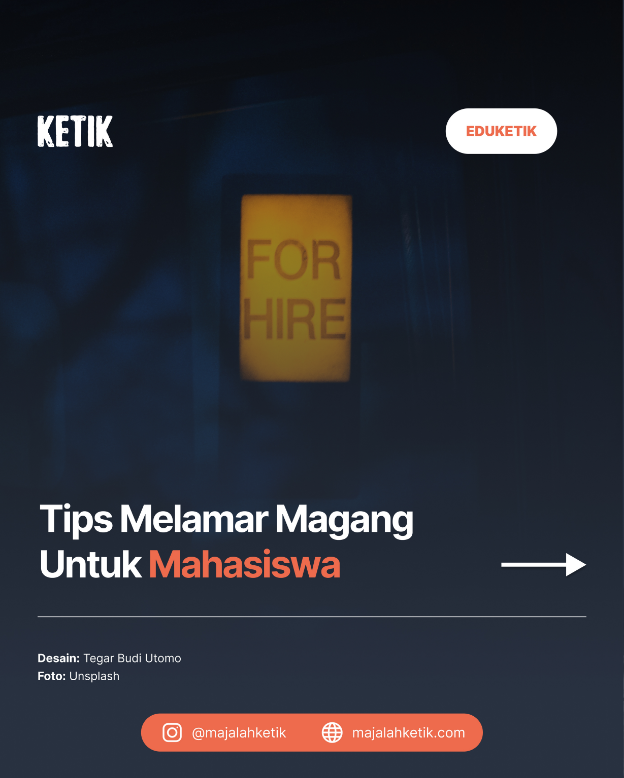 KETIK
EDUKETIK
FOR
HIRE
Tips Melamar Magang
Untuk Mahasiswa
Desain: Tegar Budi Utomo
Foto: Unsplash
@majalahketik
majalahketik.com